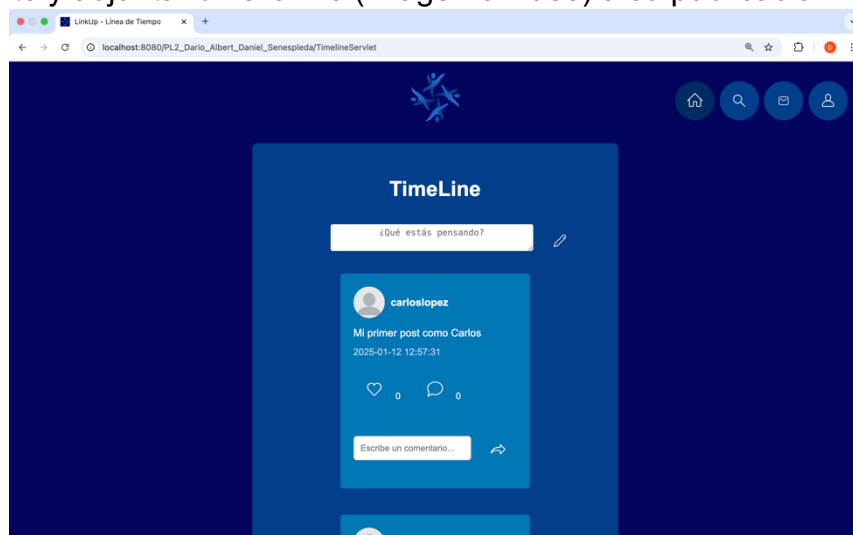 LinkUp - Línea de Tiempo
localhost:8080/PL2_Dario_Albert_Daniel_Senespleda/TimelineServlet
D
TimeLine
¿Qué estás pensando?
carloslopez
Mi primer post como Carlos
2025-01-12 12:57:31
0 0
Escribe un comentario...